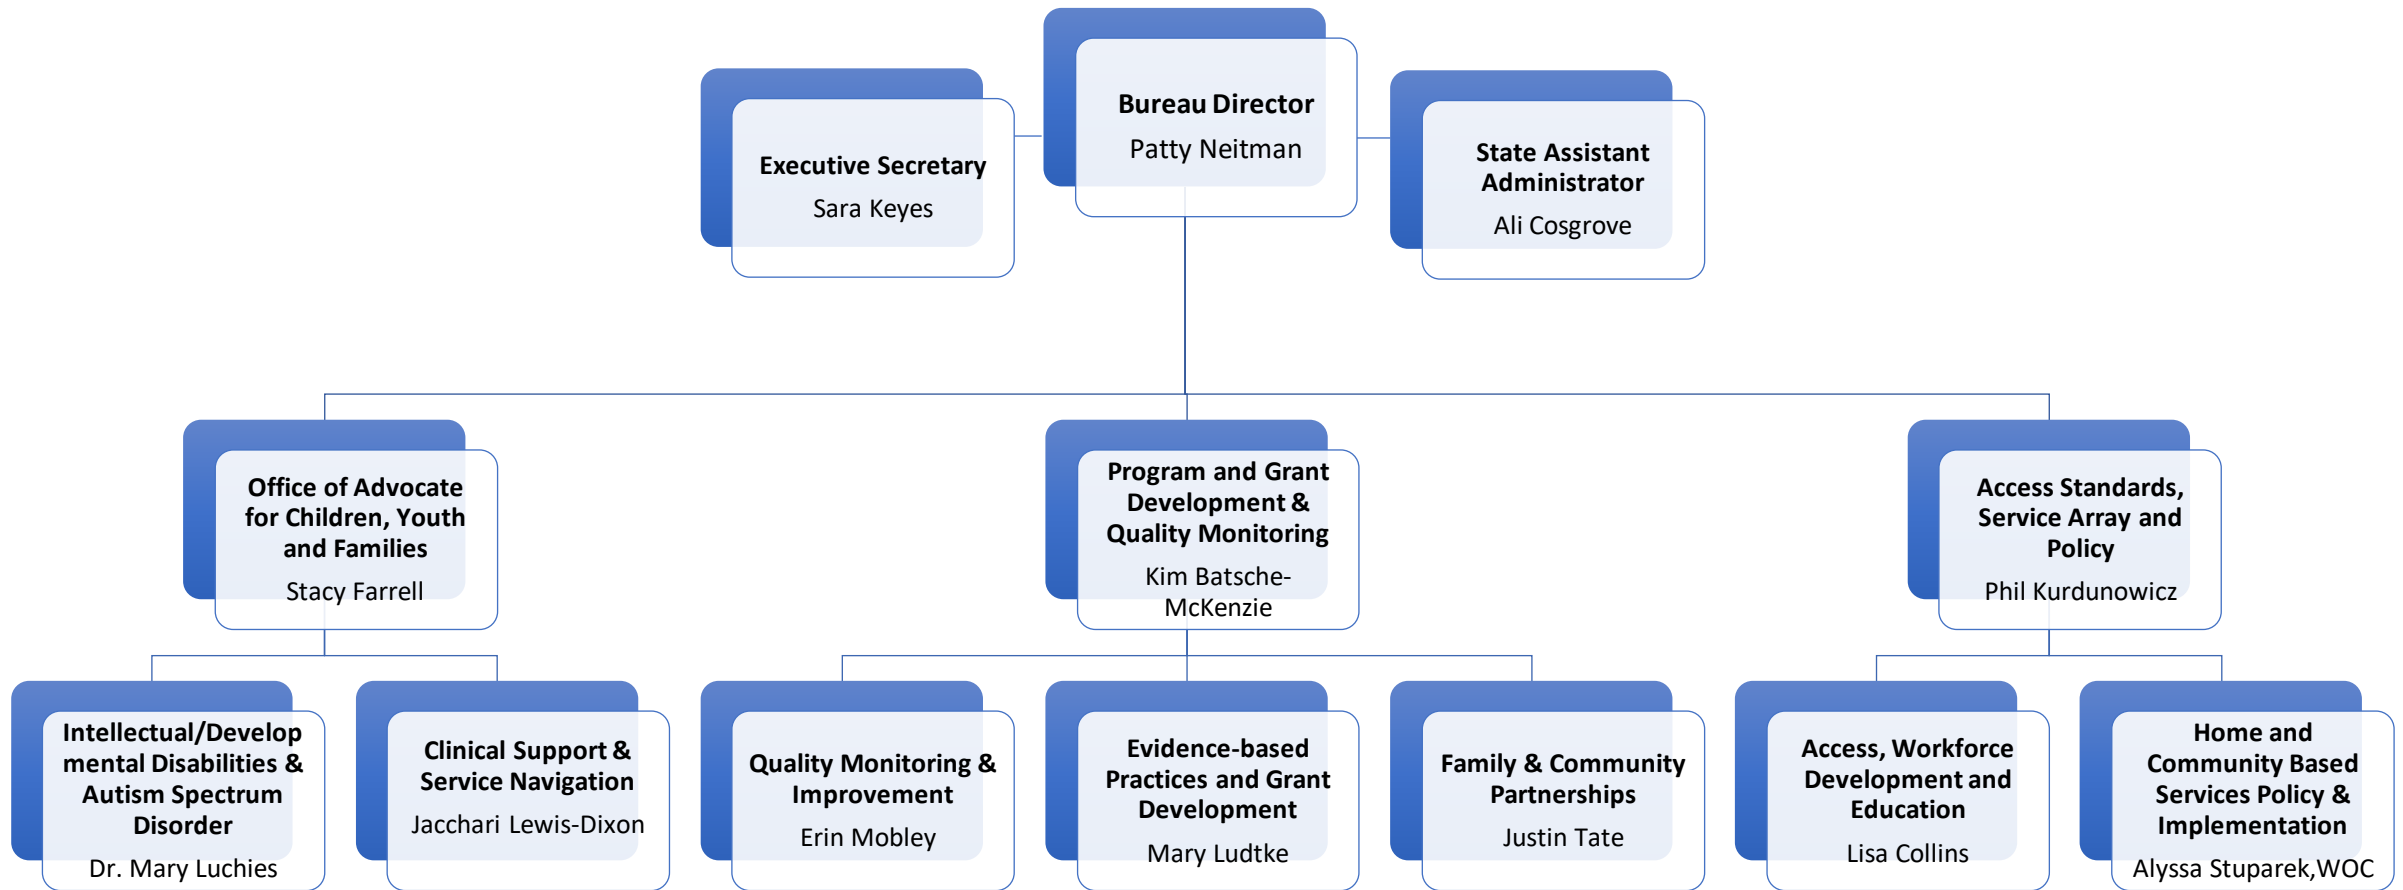 Bureau Director
Patty Neitman
Executive Secretary
Sara Keyes
State Assistant
Administrator
Ali Cosgrove
Office of Advocate
for Children, Youth
and Families
Stacy Farrell
Program and Grant
Development &
Quality Monitoring
Kim Batsche-
McKenzie
Access Standards,
Service Array and
Policy
Phil Kurdunowicz
Intellectual/Develop
mental Disabilities &
Autism Spectrum
Disorder
Dr. Mary Luchies
Clinical Support &
Service Navigation
Jacchari Lewis-Dixon
Quality Monitoring &
Improvement
Erin Mobley
Evidence-based
Practices and Grant
Development
Mary Ludtke
Family & Community
Partnerships
Justin Tate
Access, Workforce
Development and
Education
Lisa Collins
Home and
Community Based
Services Policy &
Implementation
Alyssa Stuparek,WOC